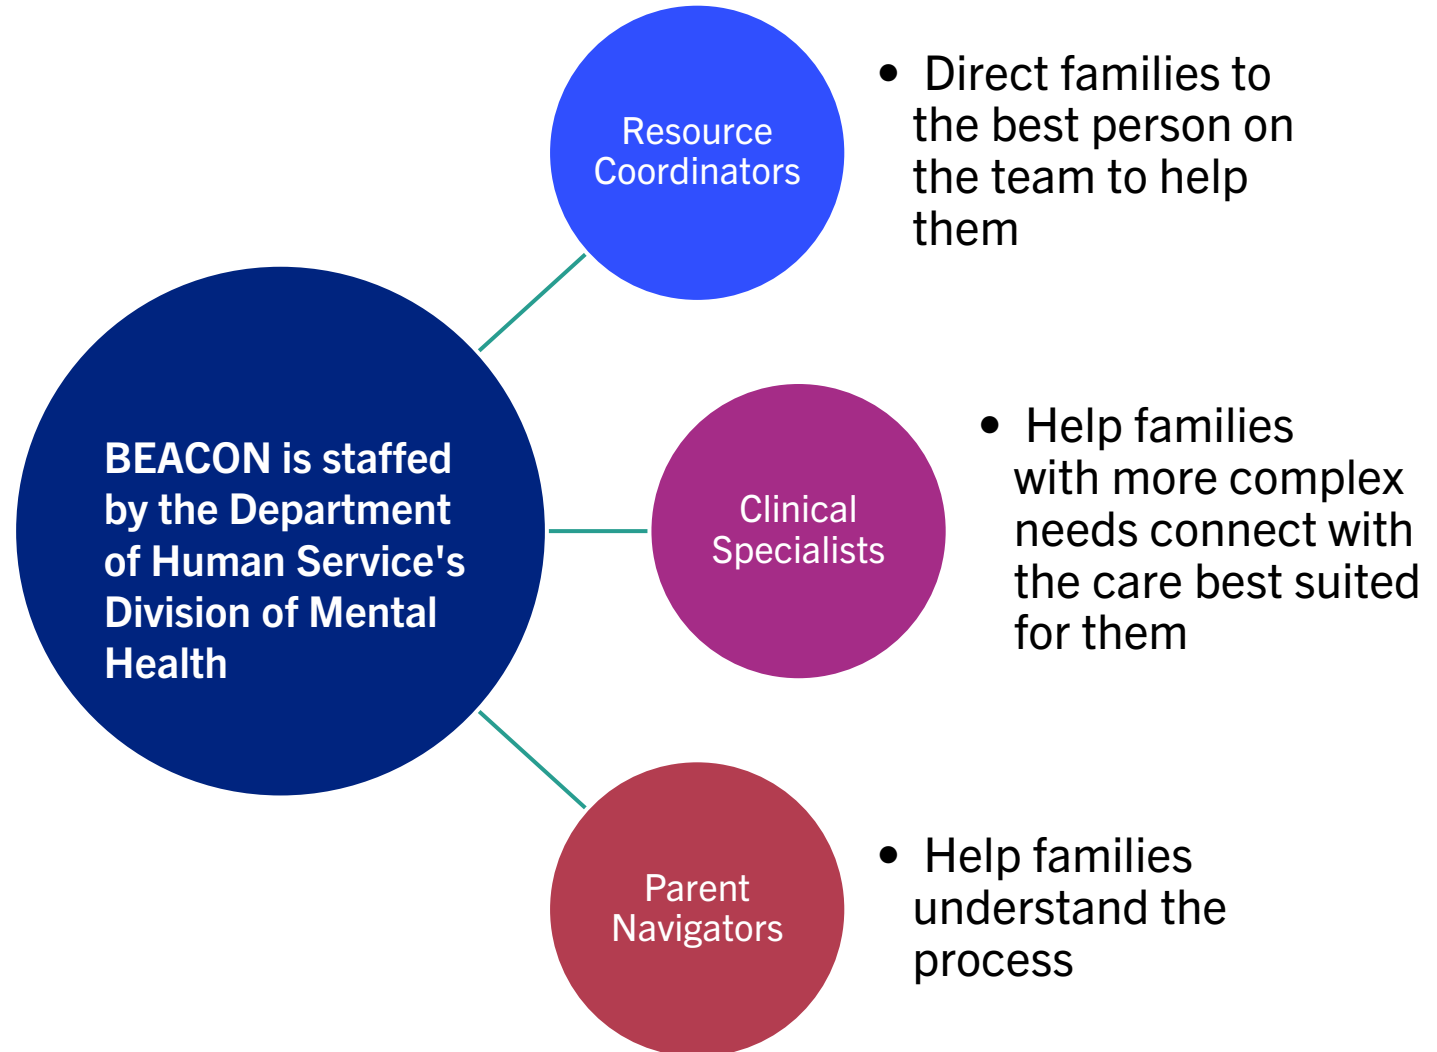 BEACON is staffed
by the Department
of Human Service's
Division of Mental
Health
Resource
Coordinators
• Direct families to
the best person on
the team to help
them
Clinical
Specialists
• Help families
with more complex
needs connect with
the care best suited
for them
Parent
Navigators
• Help families
understand the
process